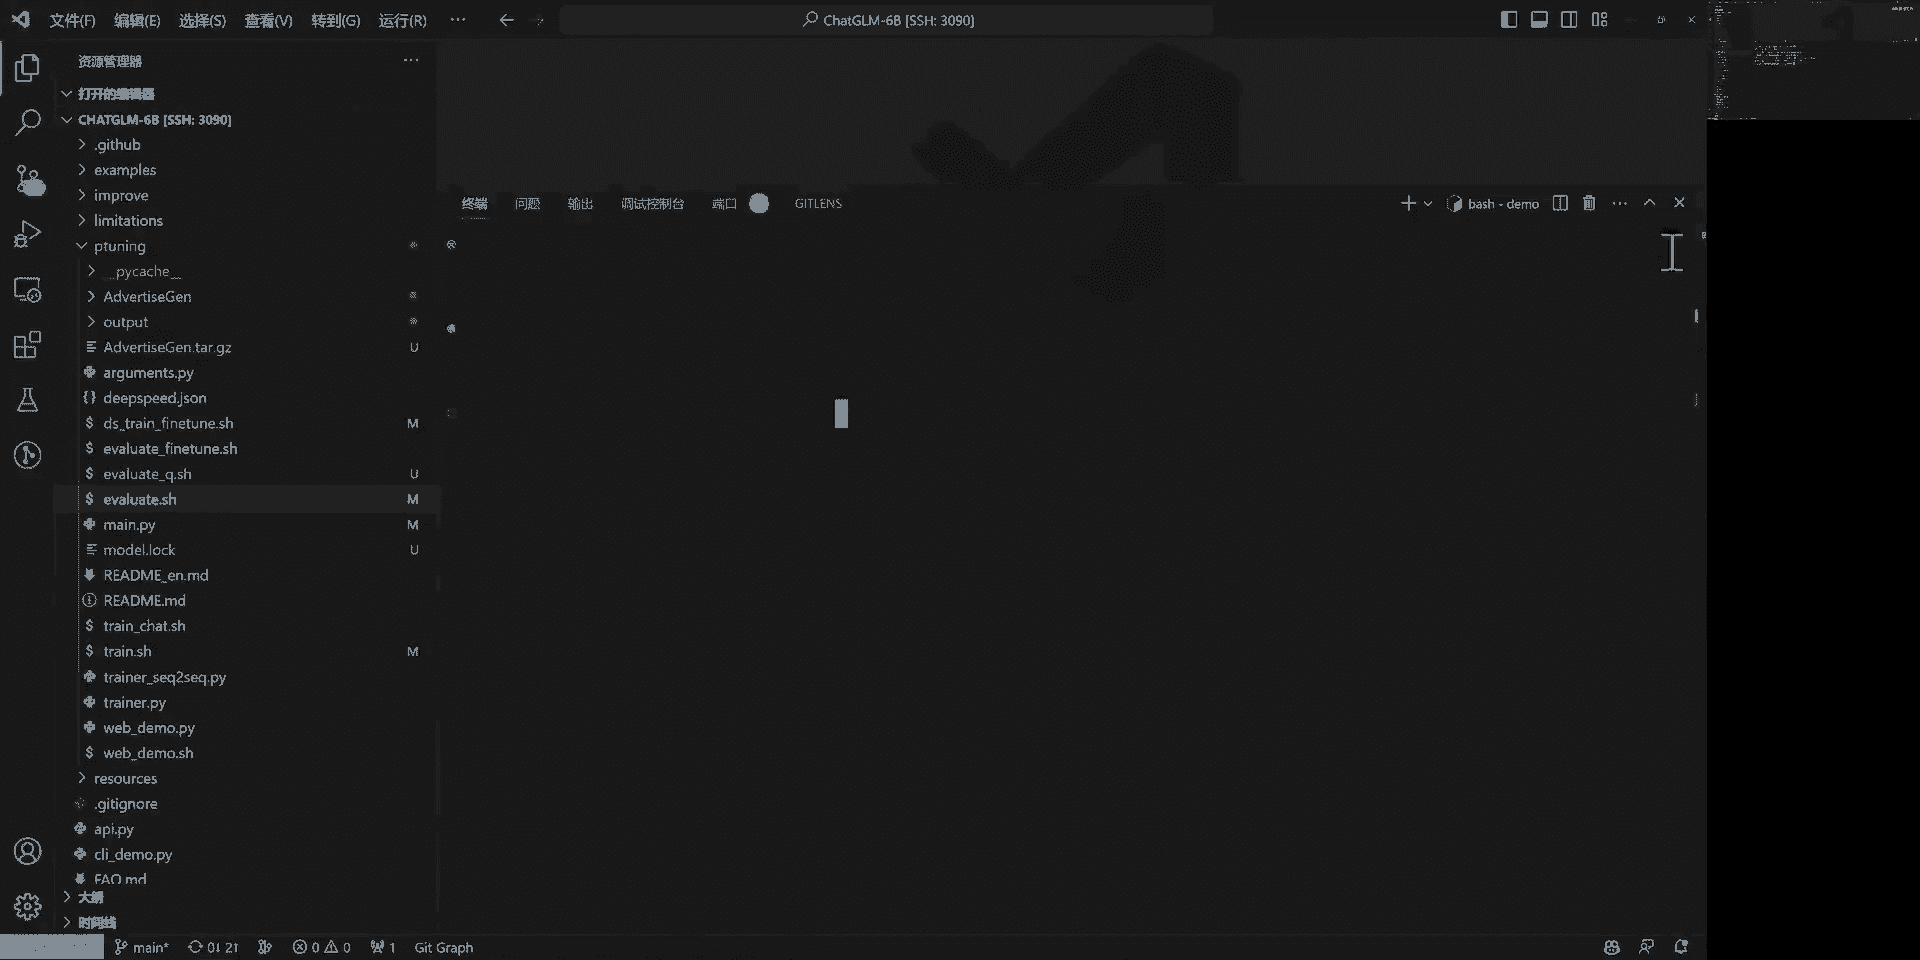 文件(F) 编辑(E) 选择(S) 查看(V) 转到(G) 运行(R) ··· ChatGLM-6B [SSH: 3090]
资源管理器 ···
打开的编辑器
CHATGLM-6B [SSH: 3090]
.github
examples
improve
limitations
ptuning
__pycache__
AdvertiseGen
output
AdvertiseGen.tar.gz U
arguments.py
deepspeed.json
ds_train_finetune.sh M
evaluate_finetune.sh
evaluate_q.sh U
evaluate.sh M
main.py M
model.lock U
README_en.md
README.md
train_chat.sh
train.sh M
trainer_seq2seq.py
trainer.py
web_demo.py
web_demo.sh
resources
.gitignore
api.py
cli_demo.py
FAQ.md
大纲
时间线
终端 问题 输出 调试控制台 端口 GITLENS bash - demo
main* 0↓ 2↑ 0 0 1 Git Graph